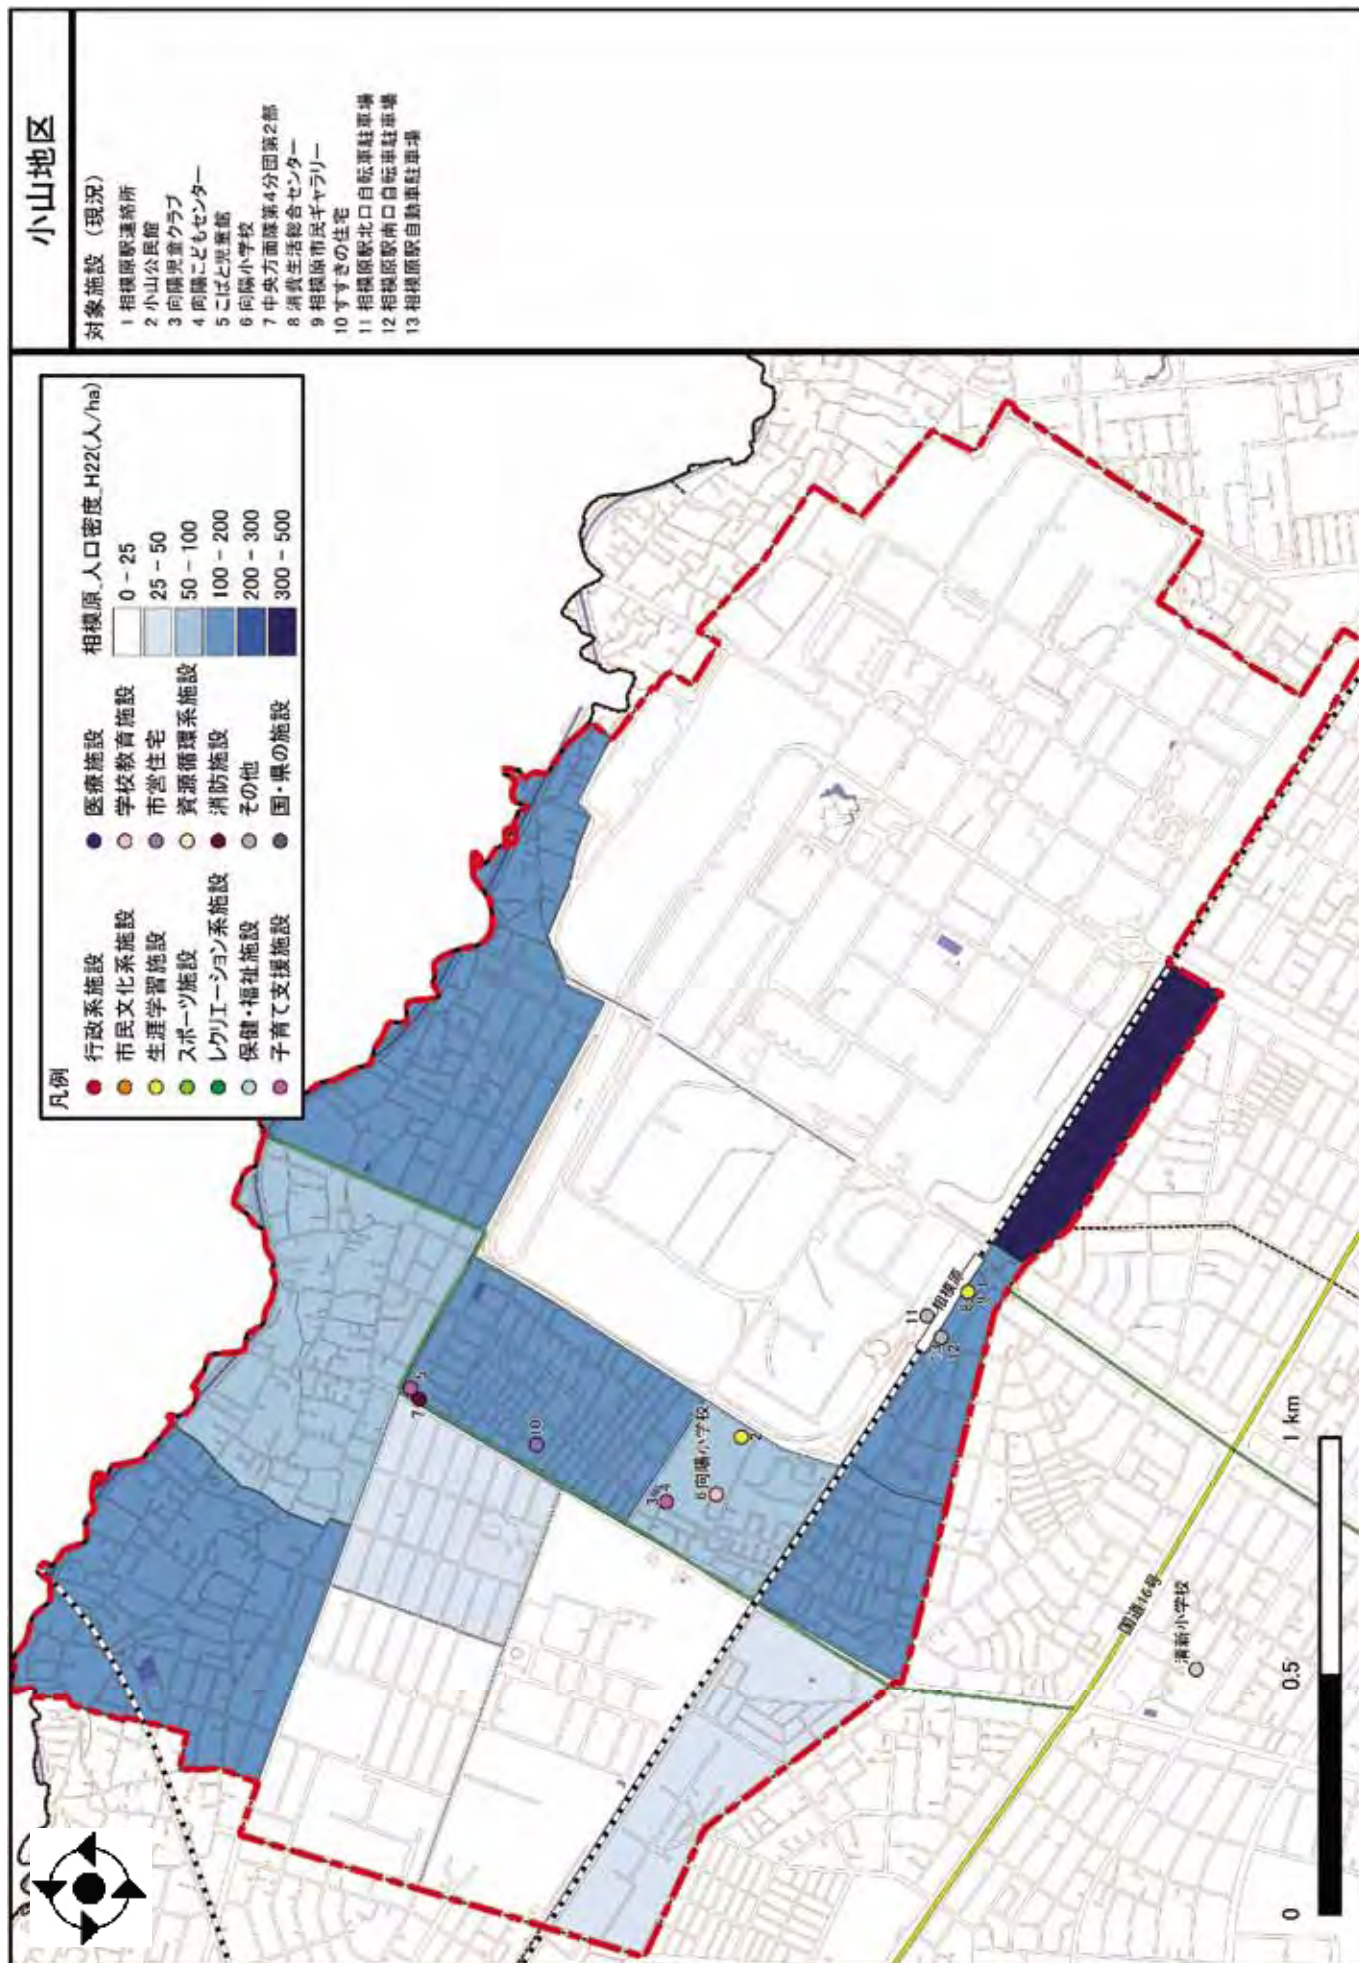 小山地区
対象施設 (現況)
1 相模原駅連絡所
2 小山公民館
3 向陽児童クラブ
4 向陽こどもセンター
5 こばと児童館
6 向陽小学校
7 中央方面隊第4分団第2部
8 消費生活総合センター
9 相模原市民ギャラリー
10 すすきの住宅
11 相模原駅北口自転車駐車場
12 相模原駅南口自転車駐車場
13 相模原駅自動車駐車場
凡例
行政系施設
市民文化系施設
生涯学習施設
スポーツ施設
レクリエーション系施設
保健・福祉施設
子育て支援施設
医療施設
学校教育施設
市営住宅
資源循環系施設
消防施設
その他
国・県の施設
相模原_人口密度_H22(人/ha)
0 - 25
25 - 50
50 - 100
100 - 200
200 - 300
300 - 500
5
7
10
3
4
6 向陽小学校
2
11
相模原
12
8
9
国道16号
清新小学校
0
0.5
1 km